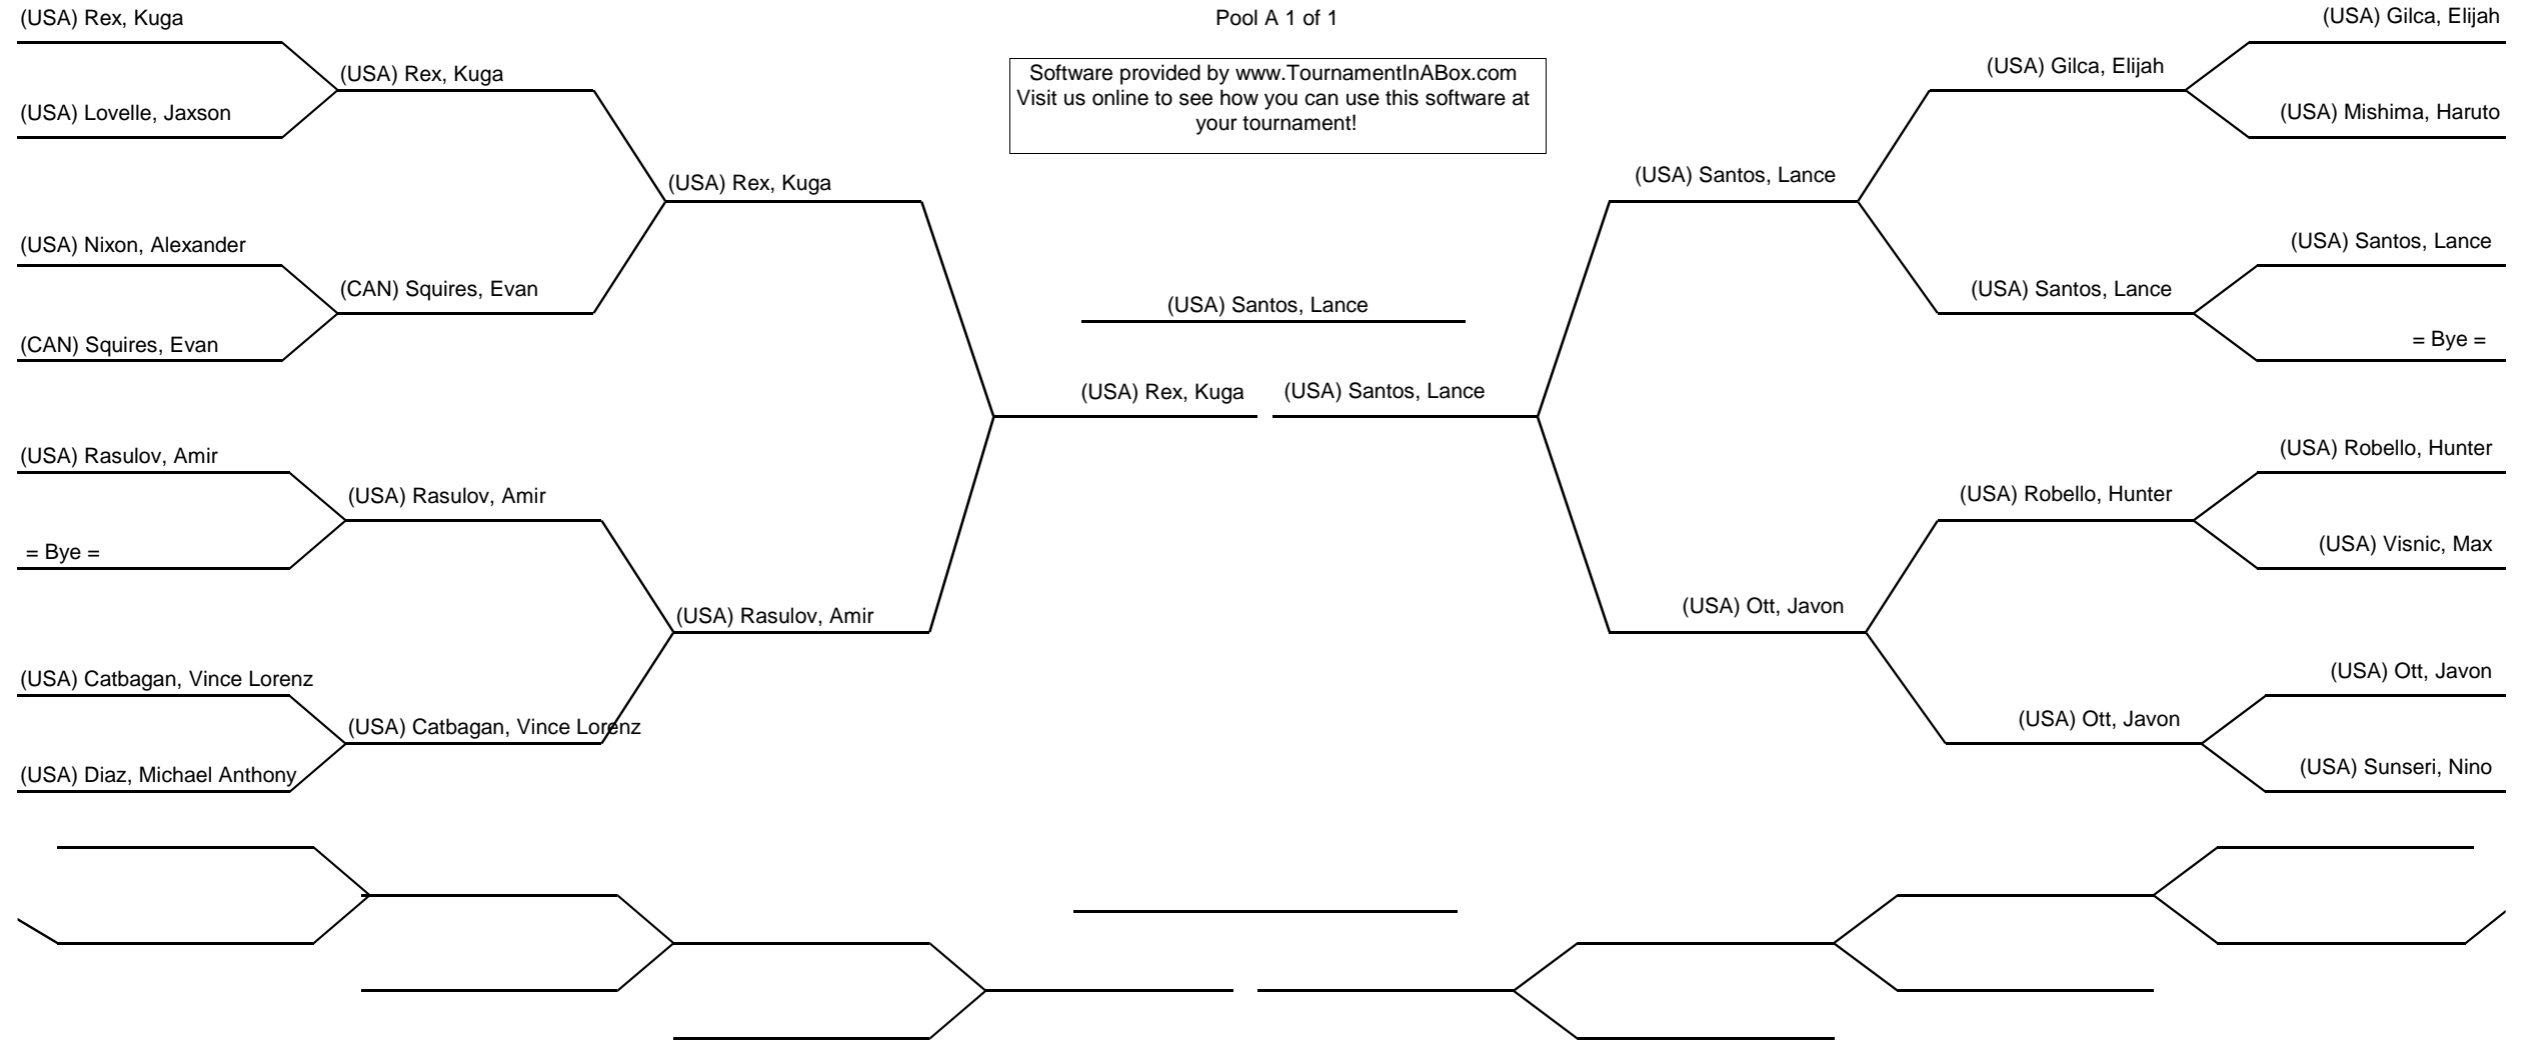 Pool A 1 of 1
Software provided by www.TournamentInABox.com
Visit us online to see how you can use this software at
your tournament!
(USA) Rex, Kuga
(USA) Lovelle, Jaxson
(USA) Nixon, Alexander
(CAN) Squires, Evan
(USA) Rasulov, Amir
= Bye =
(USA) Catbagan, Vince Lorenz
(USA) Diaz, Michael Anthony
(USA) Rex, Kuga
(CAN) Squires, Evan
(USA) Rasulov, Amir
(USA) Catbagan, Vince Lorenz
(USA) Rex, Kuga
(USA) Rasulov, Amir
(USA) Santos, Lance
(USA) Rex, Kuga
(USA) Santos, Lance
(USA) Santos, Lance
(USA) Ott, Javon
(USA) Gilca, Elijah
(USA) Santos, Lance
(USA) Robello, Hunter
(USA) Ott, Javon
(USA) Gilca, Elijah
(USA) Mishima, Haruto
(USA) Santos, Lance
= Bye =
(USA) Robello, Hunter
(USA) Visnic, Max
(USA) Ott, Javon
(USA) Sunseri, Nino